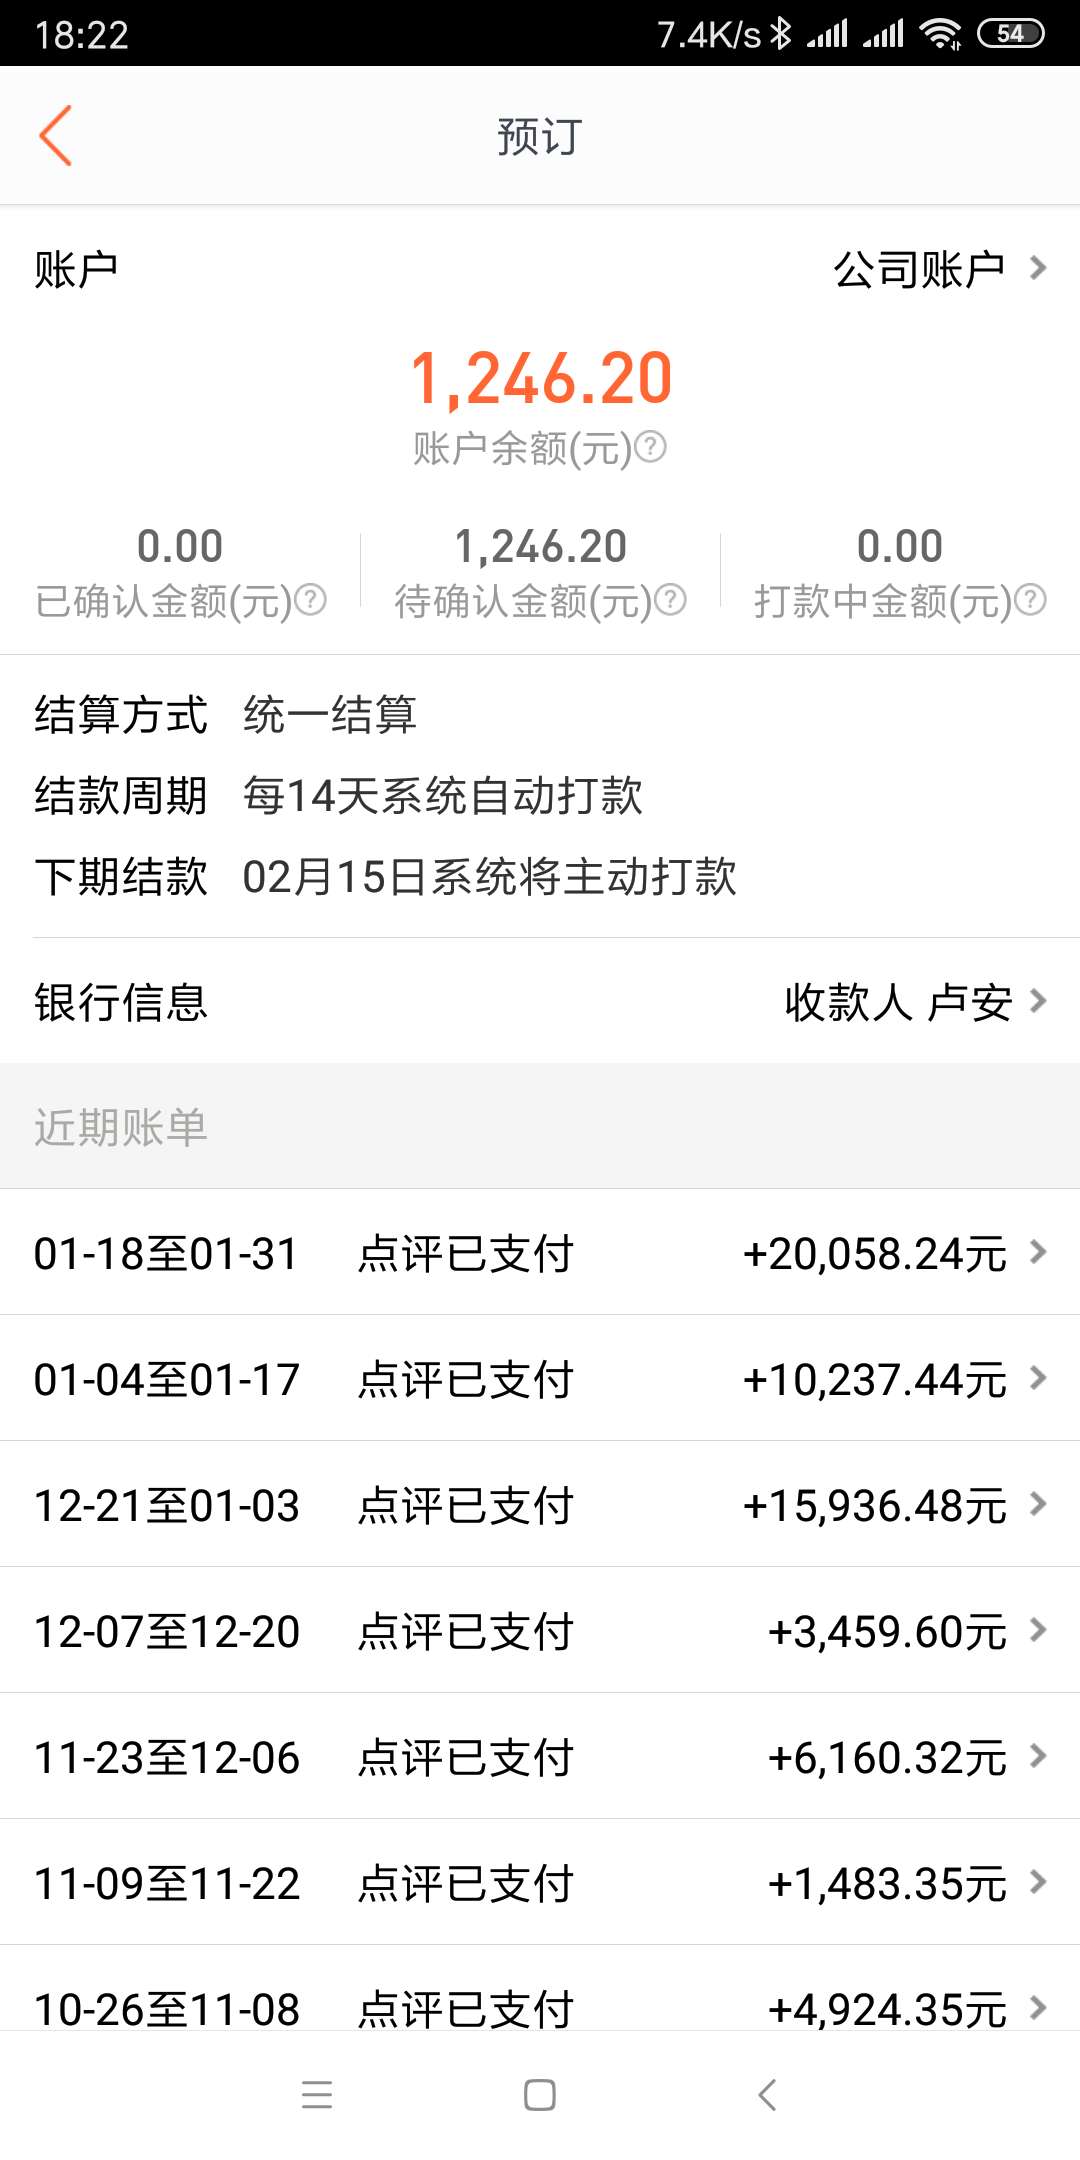 18:22 7.4K/s 54
预订
账户 公司账户
1,246.20
账户余额(元)?
0.00 1,246.20 0.00
已确认金额(元)? 待确认金额(元)? 打款中金额(元)?
结算方式 统一结算
结款周期 每14天系统自动打款
下期结款 02月15日系统将主动打款
银行信息 收款人 卢安
近期账单
01-18至01-31 点评已支付 +20,058.24元
01-04至01-17 点评已支付 +10,237.44元
12-21至01-03 点评已支付 +15,936.48元
12-07至12-20 点评已支付 +3,459.60元
11-23至12-06 点评已支付 +6,160.32元
11-09至11-22 点评已支付 +1,483.35元
10-26至11-08 点评已支付 +4,924.35元